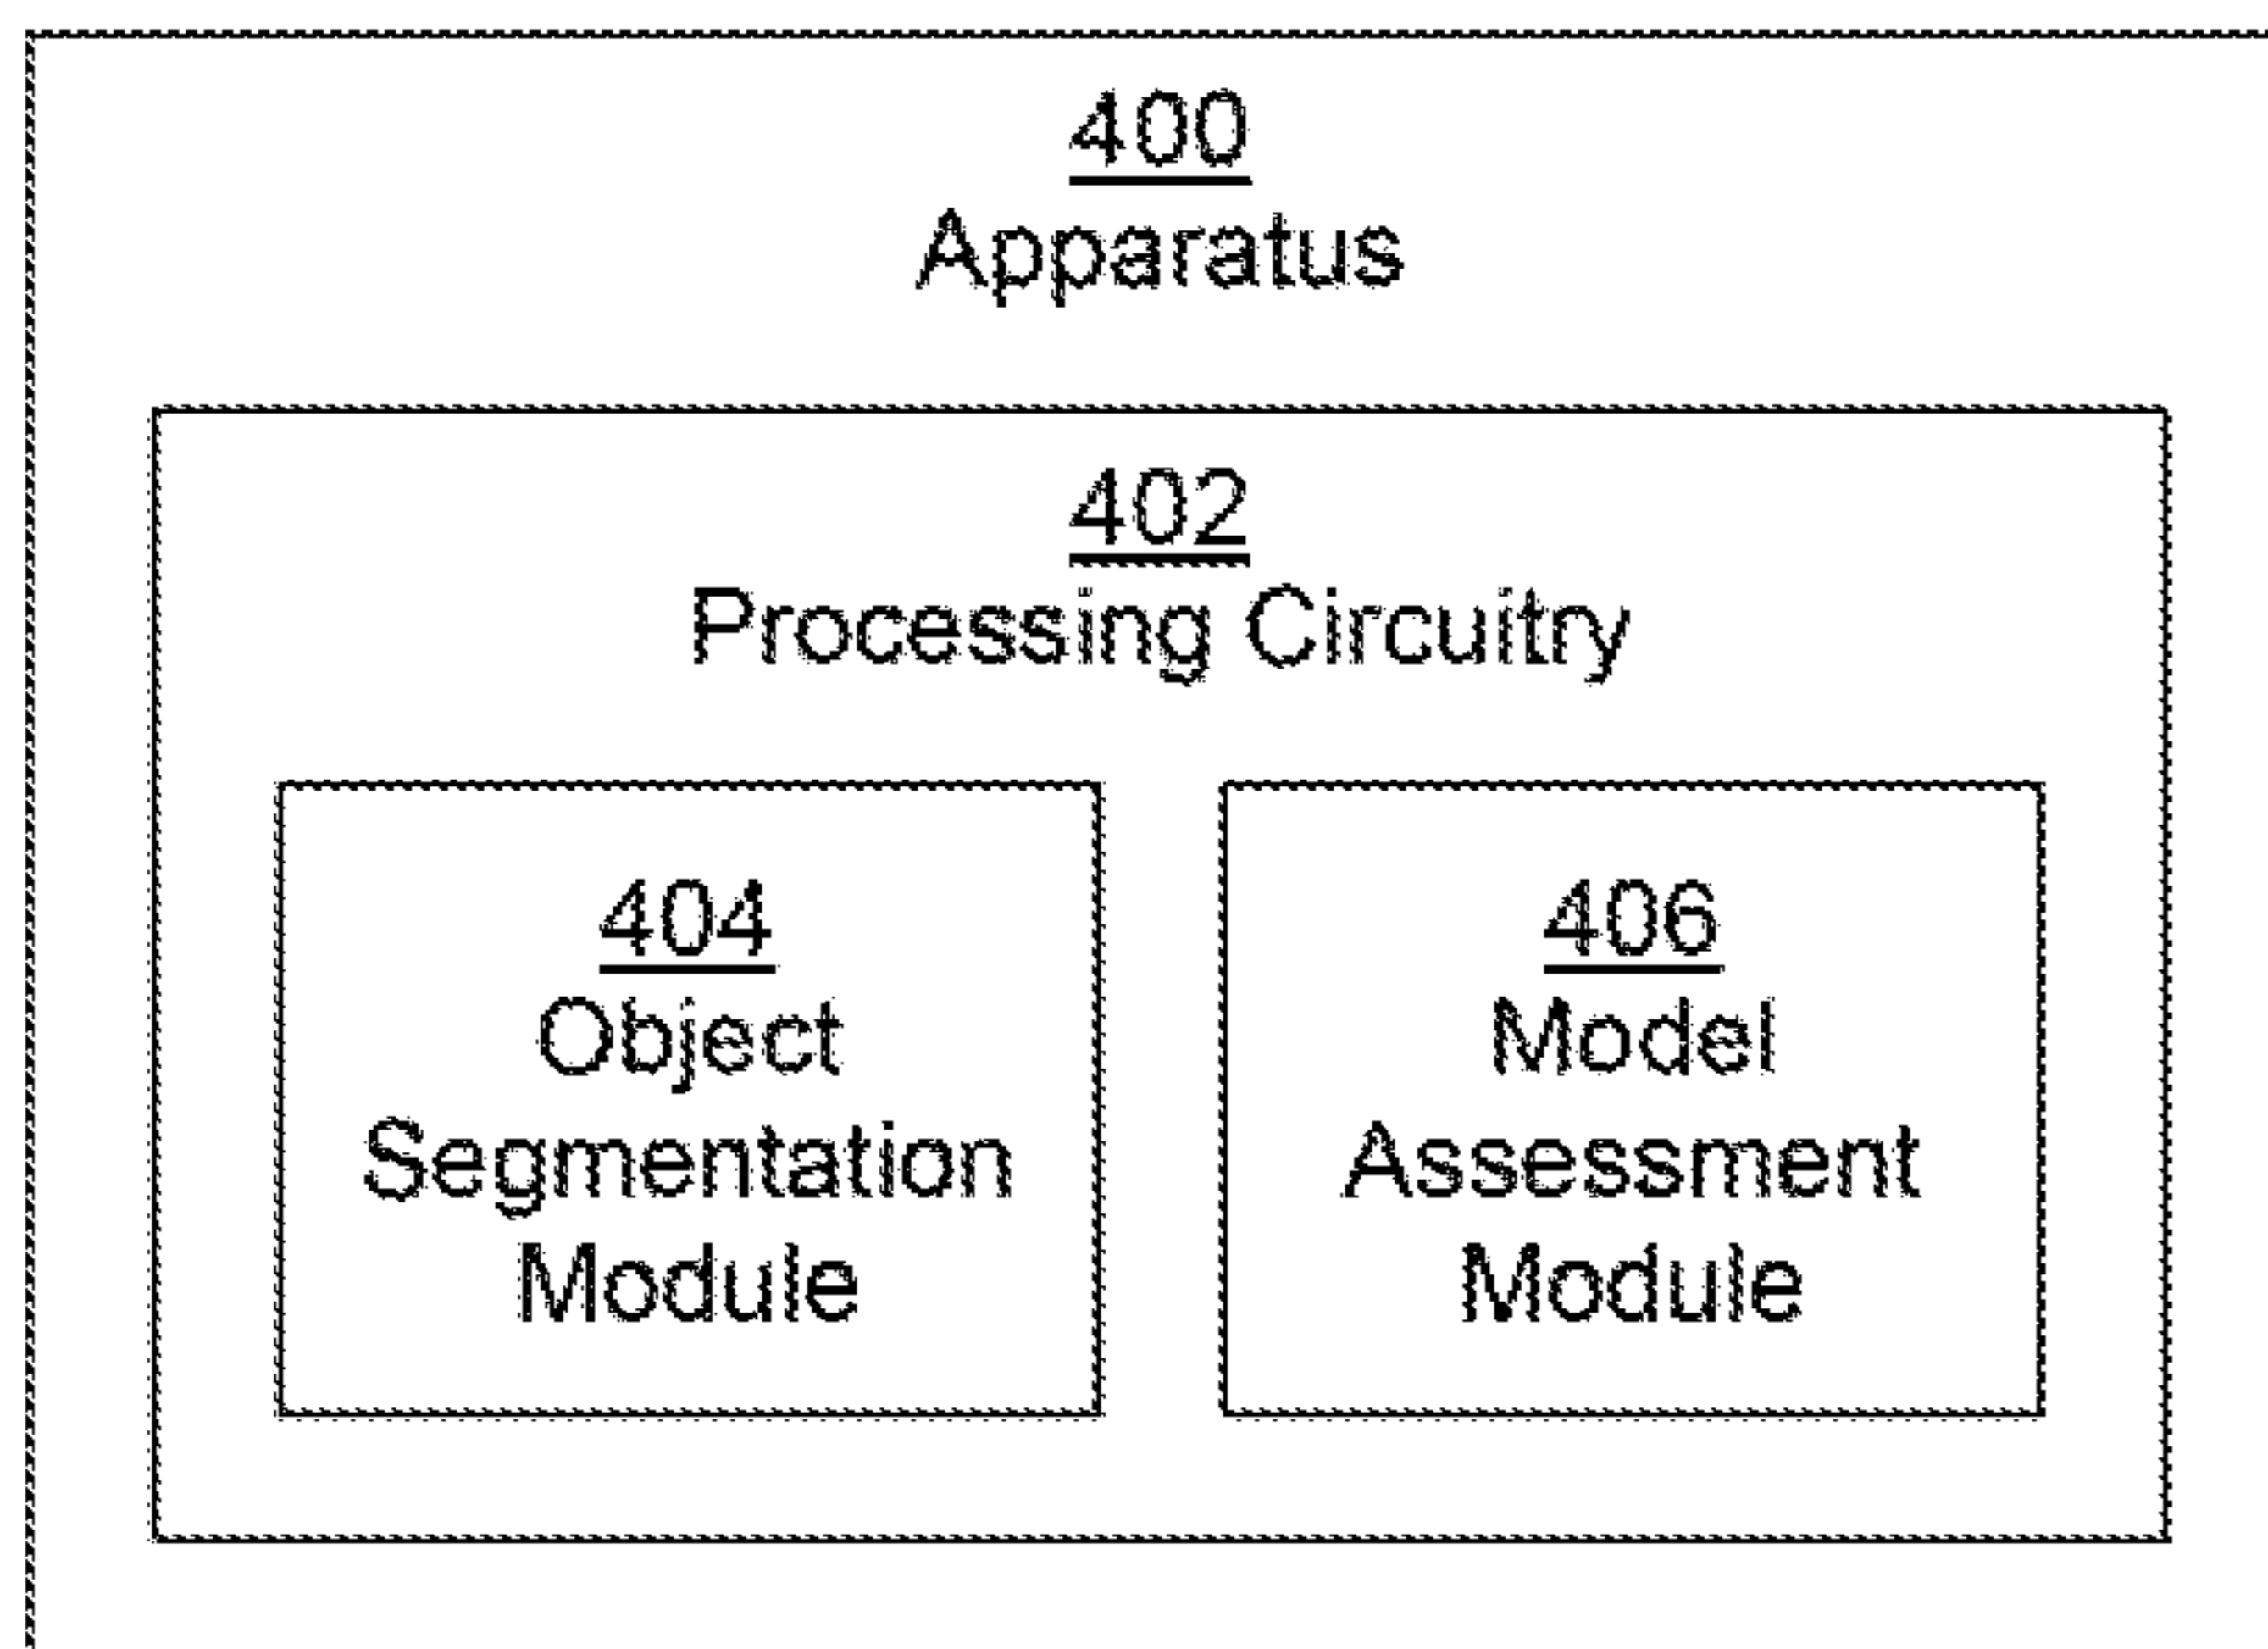 400
Apparatus
402
Processing Circuitry
404
Object
Segmentation
Module
406
Model
Assessment
Module